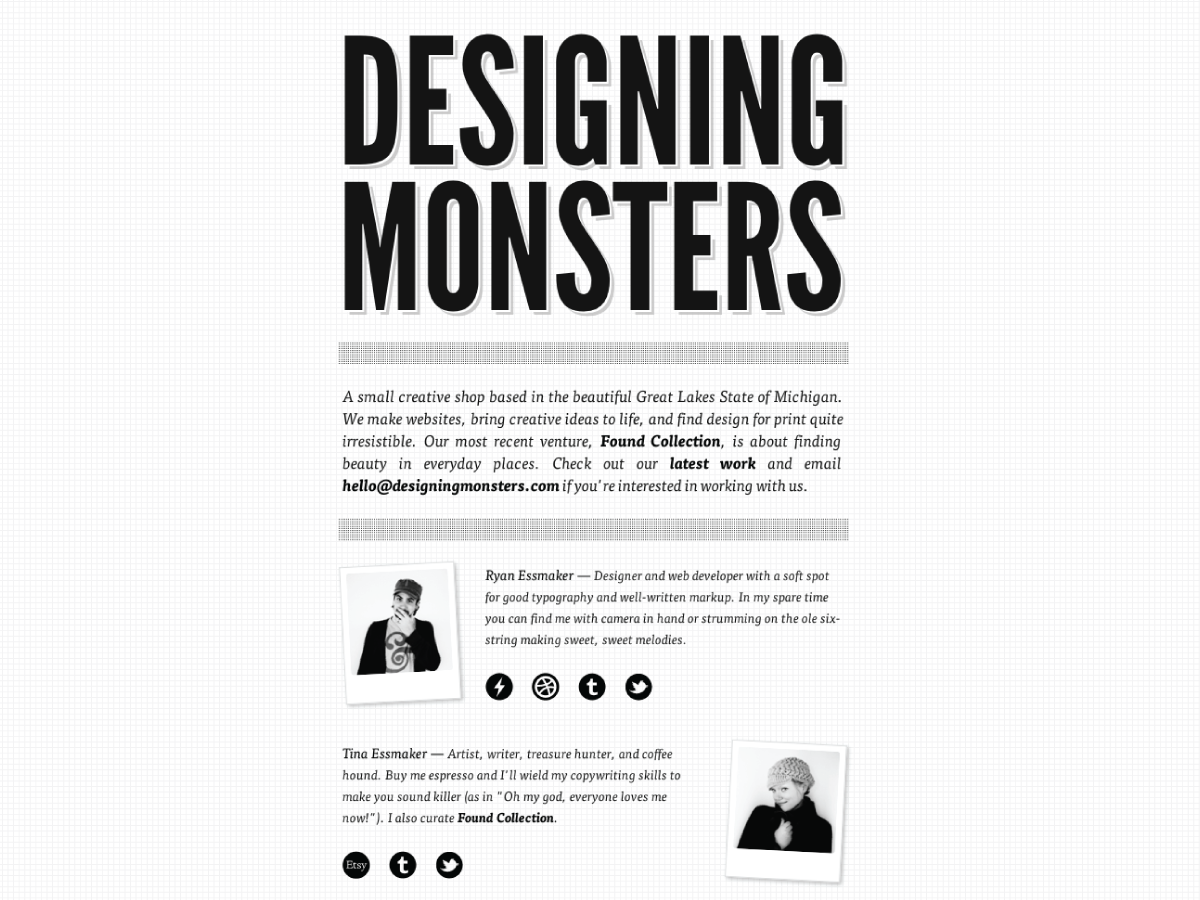 DESIGNING
MONSTERS
A small creative shop based in the beautiful Great Lakes State of Michigan.
We make websites, bring creative ideas to life, and find design for print quite
irresistible. Our most recent venture, Found Collection, is about finding
beauty in everyday places. Check out our latest work and email
hello@designingmonsters.com if you're interested in working with us.
Ryan Essmaker — Designer and web developer with a soft spot
for good typography and well-written markup. In my spare time
you can find me with camera in hand or strumming on the ole six-
string making sweet, sweet melodies.
Tina Essmaker — Artist, writer, treasure hunter, and coffee
hound. Buy me espresso and I'll wield my copywriting skills to
make you sound killer (as in "Oh my god, everyone loves me
now!"). I also curate Found Collection.
Etsy